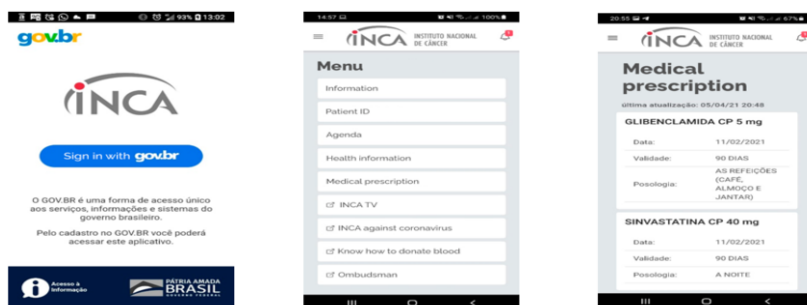 93% 13:02
gov.br
INCA
Sign in with gov.br
O GOV.BR é uma forma de acesso único
aos serviços, informações e sistemas do
governo brasileiro.
Pelo cadastro no GOV.BR você poderá
acessar este aplicativo.
Acesso à
Informação
PÁTRIA AMADA
BRASIL
GOVERNO FEDERAL
14:57 100%
INCA INSTITUTO NACIONAL
DE CÂNCER
Menu
Information
Patient ID
Agenda
Health information
Medical prescription
INCA TV
INCA against coronavirus
Know how to donate blood
Ombudsman
20:55 67%
INCA INSTITUTO NACIONAL
DE CÂNCER
Medical
prescription
última atualização: 05/04/21 20:48
GLIBENCLAMIDA CP 5 mg
Data: 11/02/2021
Validade: 90 DIAS
Posologia: AS REFEIÇÕES
(CAFÉ,
ALMOÇO E
JANTAR)
SINVASTATINA CP 40 mg
Data: 11/02/2021
Validade: 90 DIAS
Posologia: A NOITE